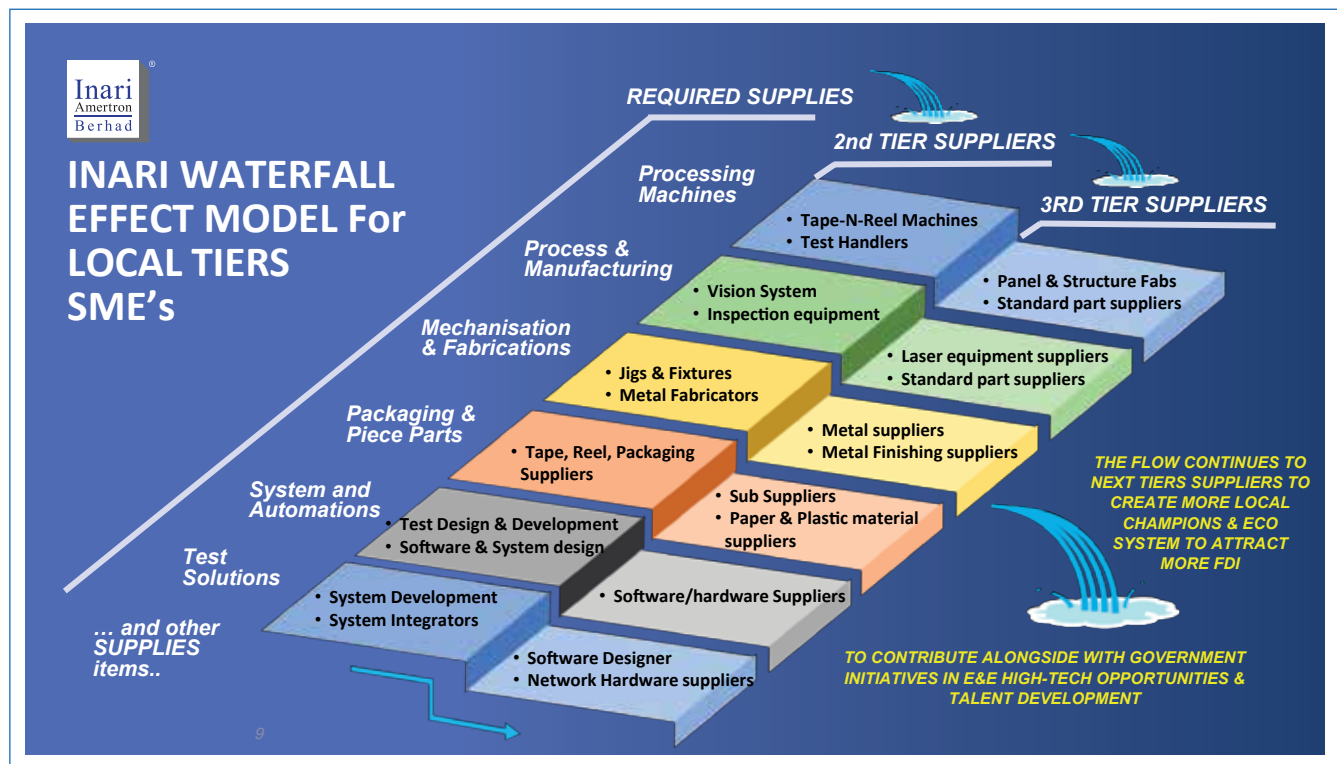 Inari
Amertron
Berhad
®
INARI WATERFALL
EFFECT MODEL For
LOCAL TIERS
SME's
REQUIRED SUPPLIES
2nd TIER SUPPLIERS
3RD TIER SUPPLIERS
Processing
Machines
• Tape-N-Reel Machines
• Test Handlers
• Panel & Structure Fabs
• Standard part suppliers
Process &
Manufacturing
• Vision System
• Inspection equipment
• Laser equipment suppliers
• Standard part suppliers
Mechanisation
& Fabrications
• Jigs & Fixtures
• Metal Fabricators
• Metal suppliers
• Metal Finishing suppliers
Packaging &
Piece Parts
• Tape, Reel, Packaging
Suppliers
• Sub Suppliers
• Paper & Plastic material
suppliers
System and
Automations
• Test Design & Development
• Software & System design
• Software/hardware Suppliers
Test
Solutions
• System Development
• System Integrators
• Software Designer
• Network Hardware suppliers
… and other
SUPPLIES
items..
THE FLOW CONTINUES TO
NEXT TIERS SUPPLIERS TO
CREATE MORE LOCAL
CHAMPIONS & ECO
SYSTEM TO ATTRACT
MORE FDI
TO CONTRIBUTE ALONGSIDE WITH GOVERNMENT
INITIATIVES IN E&E HIGH-TECH OPPORTUNITIES &
TALENT DEVELOPMENT
9